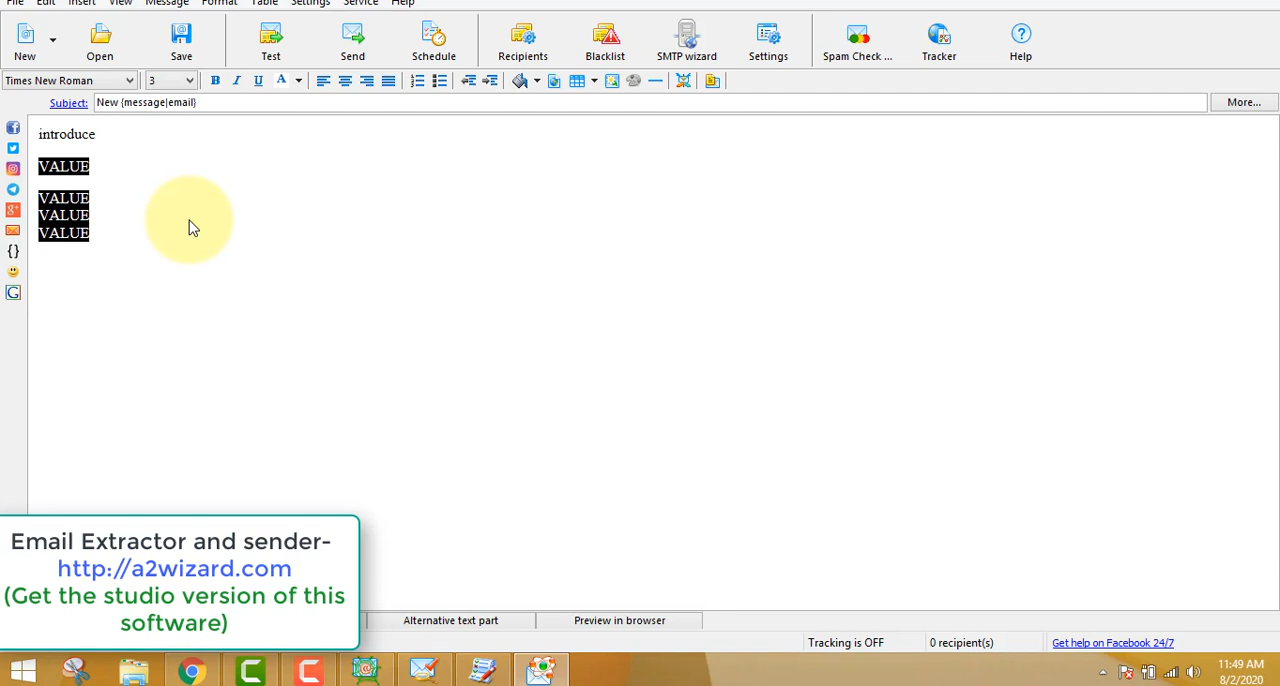 File Edit Insert View Message Format Table Settings Service Help
New Open Save Test Send Schedule Recipients Blacklist SMTP wizard Settings Spam Check ... Tracker Help
Times New Roman 3 B I U A
Subject: New {message|email} More...
introduce
VALUE
VALUE
VALUE
VALUE
Email Extractor and sender-
http://a2wizard.com
(Get the studio version of this
software)
Alternative text part Preview in browser
Tracking is OFF 0 recipient(s) Get help on Facebook 24/7
11:49 AM
8/2/2020